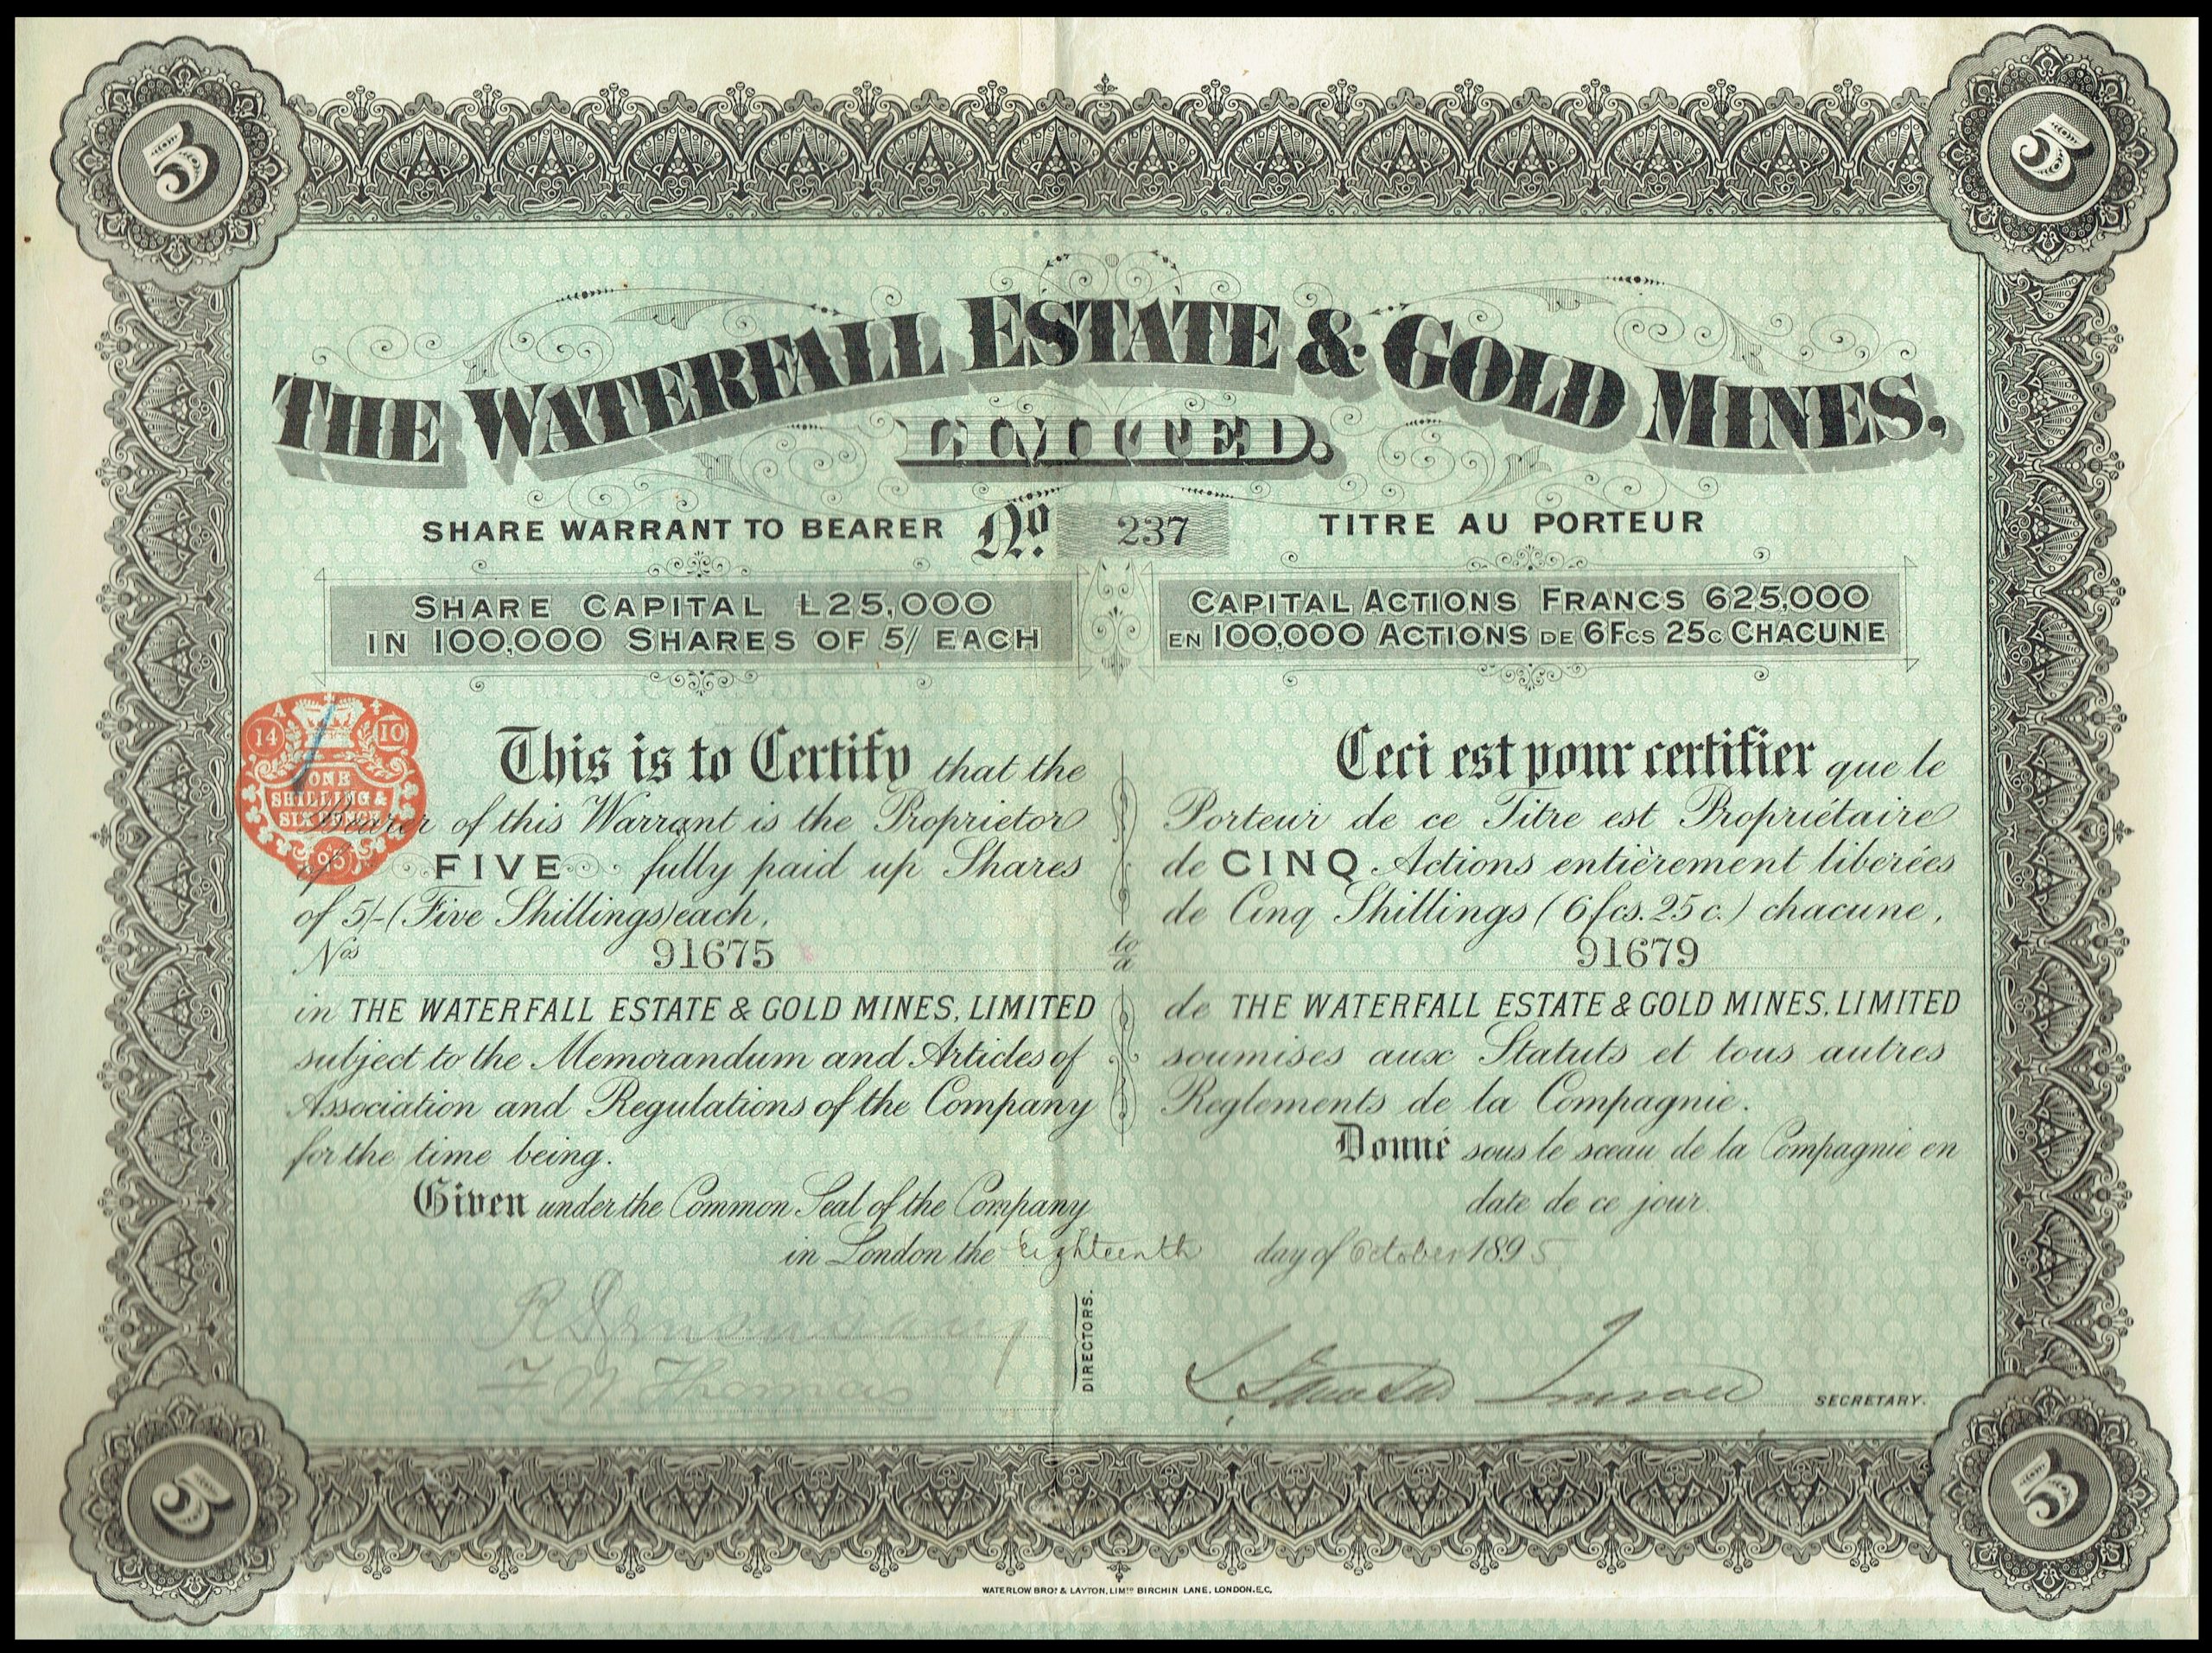 5
5
THE WATERFALL ESTATE & GOLD MINES,
LIMITED.
SHARE WARRANT TO BEARER No. 237 TITRE AU PORTEUR
SHARE CAPITAL £25,000
IN 100,000 SHARES OF 5/ EACH
CAPITAL ACTIONS FRANCS 625,000
EN 100,000 ACTIONS DE 6Fcs 25c CHACUNE
A
14 10
ONE
SHILLING &
SIX PENCE
95
This is to Certify that the
Bearer of this Warrant is the Proprietor
of FIVE fully paid up Shares
of 5/- (Five Shillings) each,
Nos 91675
in THE WATERFALL ESTATE & GOLD MINES, LIMITED
subject to the Memorandum and Articles of
Association and Regulations of the Company
for the time being.
Given under the Common Seal of the Company
Ceci est pour certifier que le
Porteur de ce Titre est Propriétaire
de CINQ Actions entièrement liberées
de Cinq Shillings (6 fcs. 25 c.) chacune,
to
a
91679
de THE WATERFALL ESTATE & GOLD MINES, LIMITED
soumises aux Statuts et tous autres
Reglements de la Compagnie.
Donné sous le sceau de la Compagnie en
date de ce jour.
in London the eighteenth day of October 1895
F N Thomas
DIRECTORS.
SECRETARY.
5
5
WATERLOW BROS & LAYTON, LIMTD BIRCHIN LANE, LONDON, E.C.